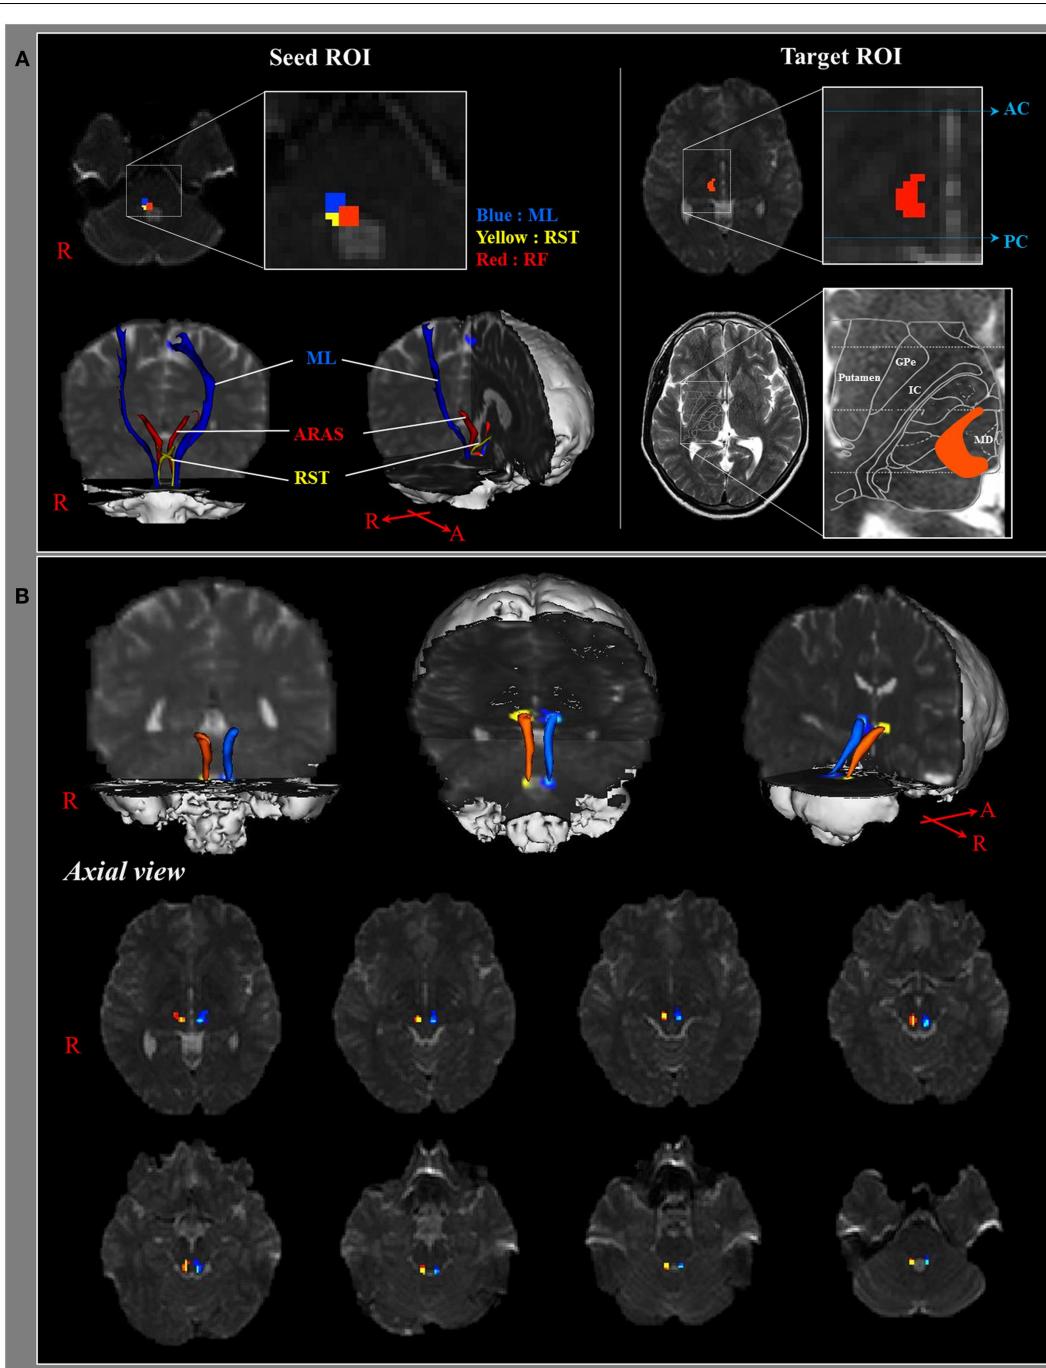 A
Seed ROI
Target ROI
AC
PC
Blue : ML
Yellow : RST
Red : RF
R
ML
ARAS
RST
R
R
A
Putamen
GPe
IC
MD
B
R
A
R
Axial view
R